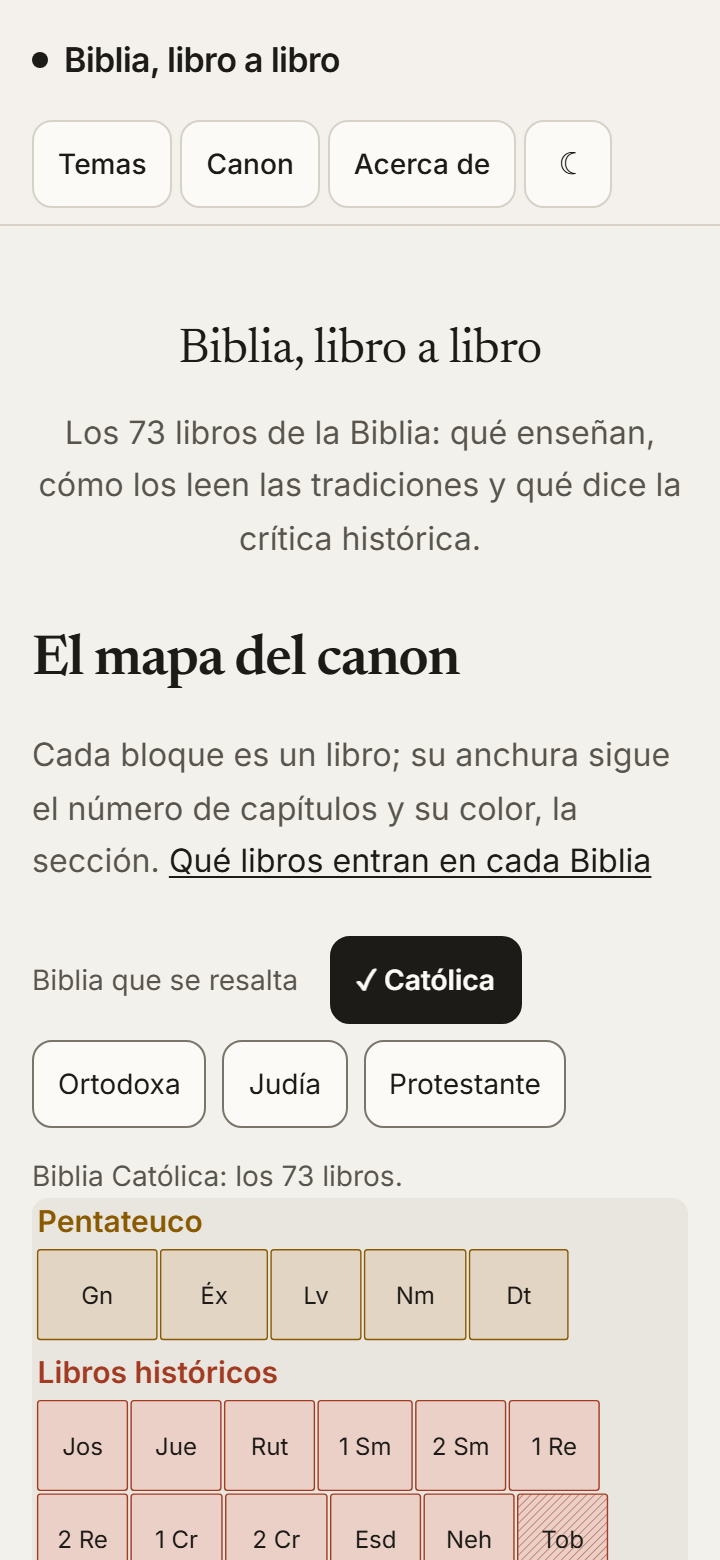 Biblia, libro a libro
Temas
Canon
Acerca de
Biblia, libro a libro
Los 73 libros de la Biblia: qué enseñan,
cómo los leen las tradiciones y qué dice la
crítica histórica.
El mapa del canon
Cada bloque es un libro; su anchura sigue
el número de capítulos y su color, la
sección. Qué libros entran en cada Biblia
Biblia que se resalta
✓ Católica
Ortodoxa
Judía
Protestante
Biblia Católica: los 73 libros.
Pentateuco
Gn
Éx
Lv
Nm
Dt
Libros históricos
Jos
Jue
Rut
1 Sm
2 Sm
1 Re
2 Re
1 Cr
2 Cr
Esd
Neh
Tob